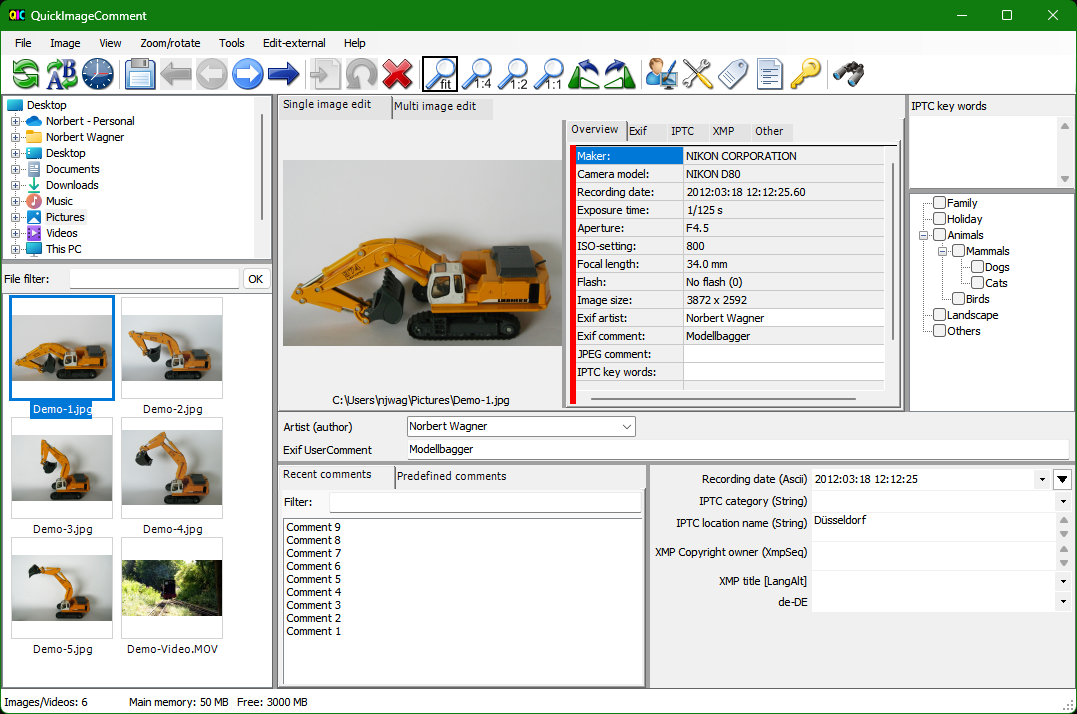 QIC QuickImageComment
File Image View Zoom/rotate Tools Edit-external Help
AB fit 1:4 1:2 1:1
Desktop
Norbert - Personal
Norbert Wagner
Desktop
Documents
Downloads
Music
Pictures
Videos
This PC
File filter: OK
Demo-1.jpg Demo-2.jpg
Demo-3.jpg Demo-4.jpg
Demo-5.jpg Demo-Video.MOV
Single image edit Multi image edit
974 LIEBHERR
C:\Users\njwag\Pictures\Demo-1.jpg
Overview Exif IPTC XMP Other
Maker: NIKON CORPORATION
Camera model: NIKON D80
Recording date: 2012:03:18 12:12:25.60
Exposure time: 1/125 s
Aperture: F4.5
ISO-setting: 800
Focal length: 34.0 mm
Flash: No flash (0)
Image size: 3872 x 2592
Exif artist: Norbert Wagner
Exif comment: Modellbagger
JPEG comment:
IPTC key words:
IPTC key words
Family
Holiday
Animals
Mammals
Dogs
Cats
Birds
Landscape
Others
Artist (author) Norbert Wagner
Exif UserComment Modellbagger
Recent comments Predefined comments
Filter:
Comment 9
Comment 8
Comment 7
Comment 6
Comment 5
Comment 4
Comment 3
Comment 2
Comment 1
Recording date (Ascii) 2012:03:18 12:12:25
IPTC category (String)
IPTC location name (String) Düsseldorf
XMP Copyright owner (XmpSeq)
XMP title [LangAlt]
de-DE
Images/Videos: 6 Main memory: 50 MB Free: 3000 MB